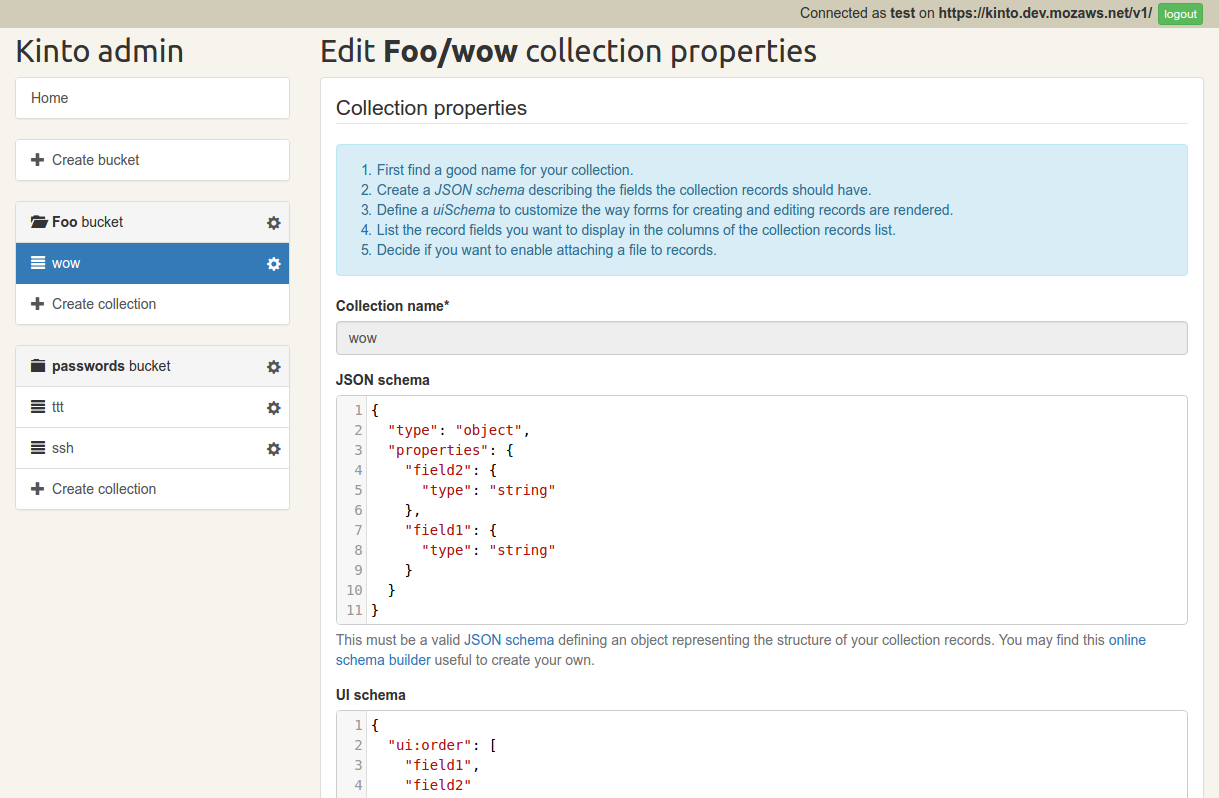 Connected as test on https://kinto.dev.mozaws.net/v1/ logout
Kinto admin
Home
Create bucket
Foo bucket
wow
Create collection
passwords bucket
ttt
ssh
Create collection
Edit Foo/wow collection properties
Collection properties
1. First find a good name for your collection.
2. Create a JSON schema describing the fields the collection records should have.
3. Define a uiSchema to customize the way forms for creating and editing records are rendered.
4. List the record fields you want to display in the columns of the collection records list.
5. Decide if you want to enable attaching a file to records.
Collection name*
wow
JSON schema
1 {
2   "type": "object",
3   "properties": {
4     "field2": {
5       "type": "string"
6     },
7     "field1": {
8       "type": "string"
9     }
10   }
11 }
This must be a valid JSON schema defining an object representing the structure of your collection records. You may find this online
schema builder useful to create your own.
UI schema
1 {
2   "ui:order": [
3     "field1",
4     "field2"